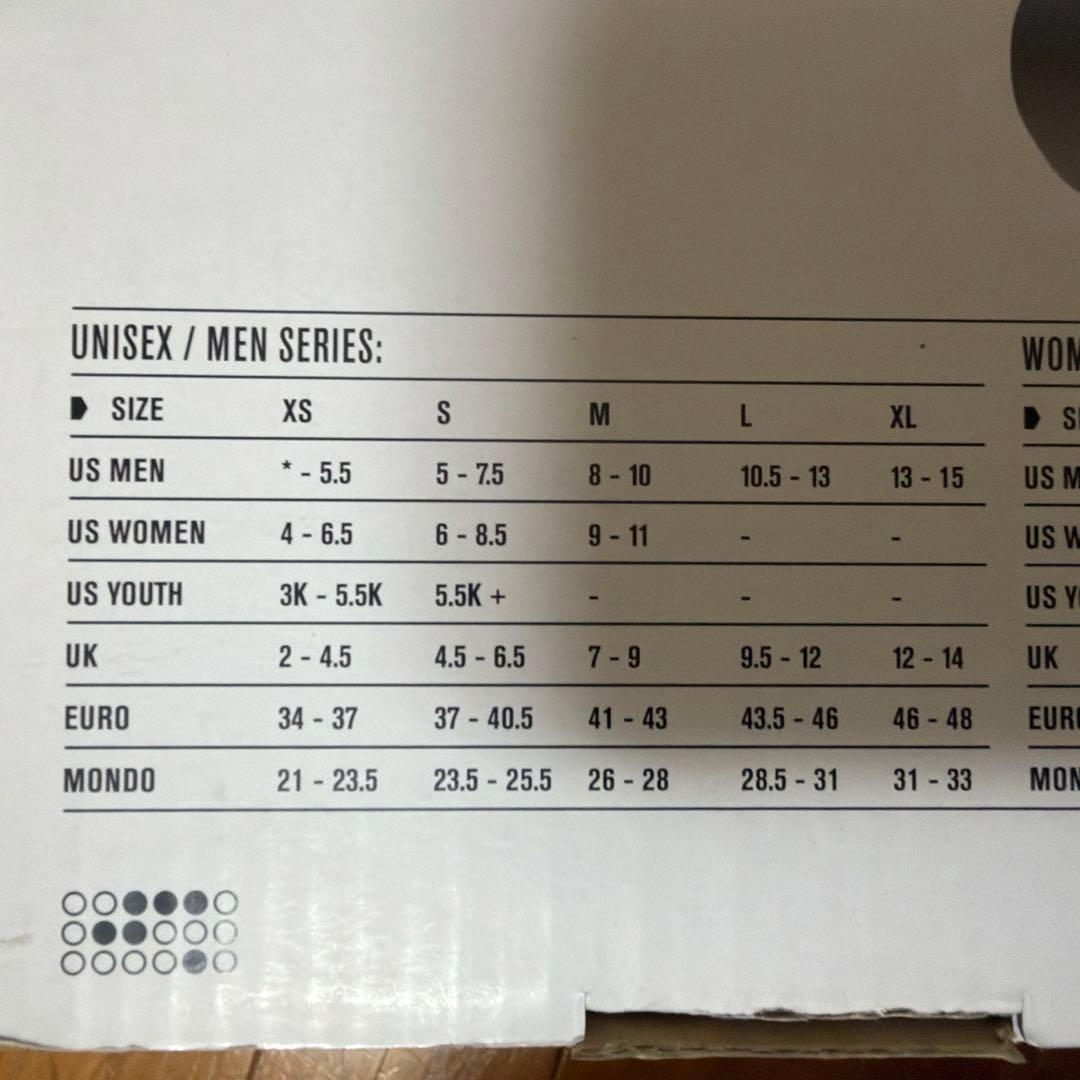 UNISEX / MEN SERIES:
SIZE XS S M L XL
US MEN * - 5.5 5 - 7.5 8 - 10 10.5 - 13 13 - 15
US WOMEN 4 - 6.5 6 - 8.5 9 - 11 - -
US YOUTH 3K - 5.5K 5.5K + - - -
UK 2 - 4.5 4.5 - 6.5 7 - 9 9.5 - 12 12 - 14
EURO 34 - 37 37 - 40.5 41 - 43 43.5 - 46 46 - 48
MONDO 21 - 23.5 23.5 - 25.5 26 - 28 28.5 - 31 31 - 33
US
US
US
UK